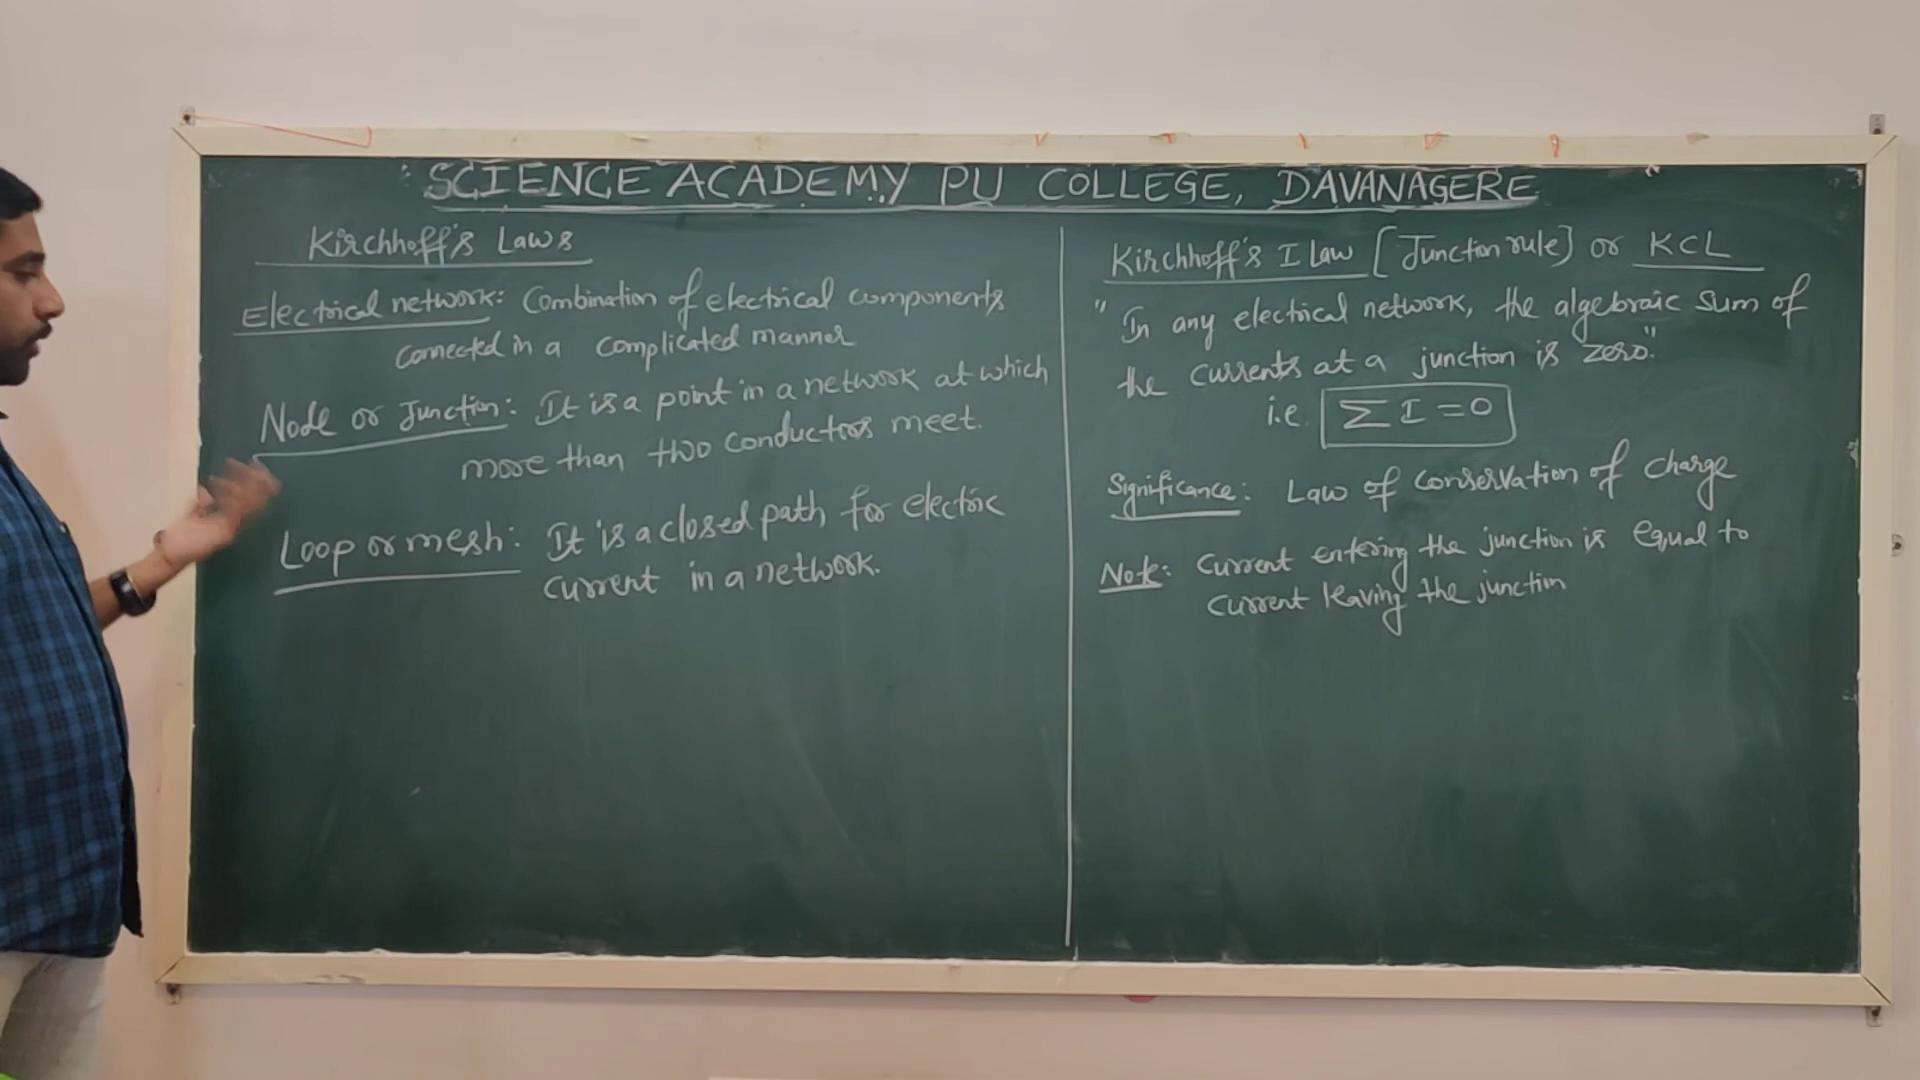 "SCIENCE ACADEMY PU COLLEGE, DAVANAGERE"
Kirchhoff's Laws
Electrical network: Combination of electrical components
connected in a complicated manner
Node or Junction: It is a point in a network at which
more than two conductors meet.
Loop or mesh: It is a closed path for electric
current in a network.
Kirchhoff's I Law [Junction rule] or KCL
"In any electrical network, the algebraic sum of
the currents at a junction is zero."
i.e. ∑ I = 0
Significance: Law of conservation of charge
Note: Current entering the junction is equal to
Current leaving the junction